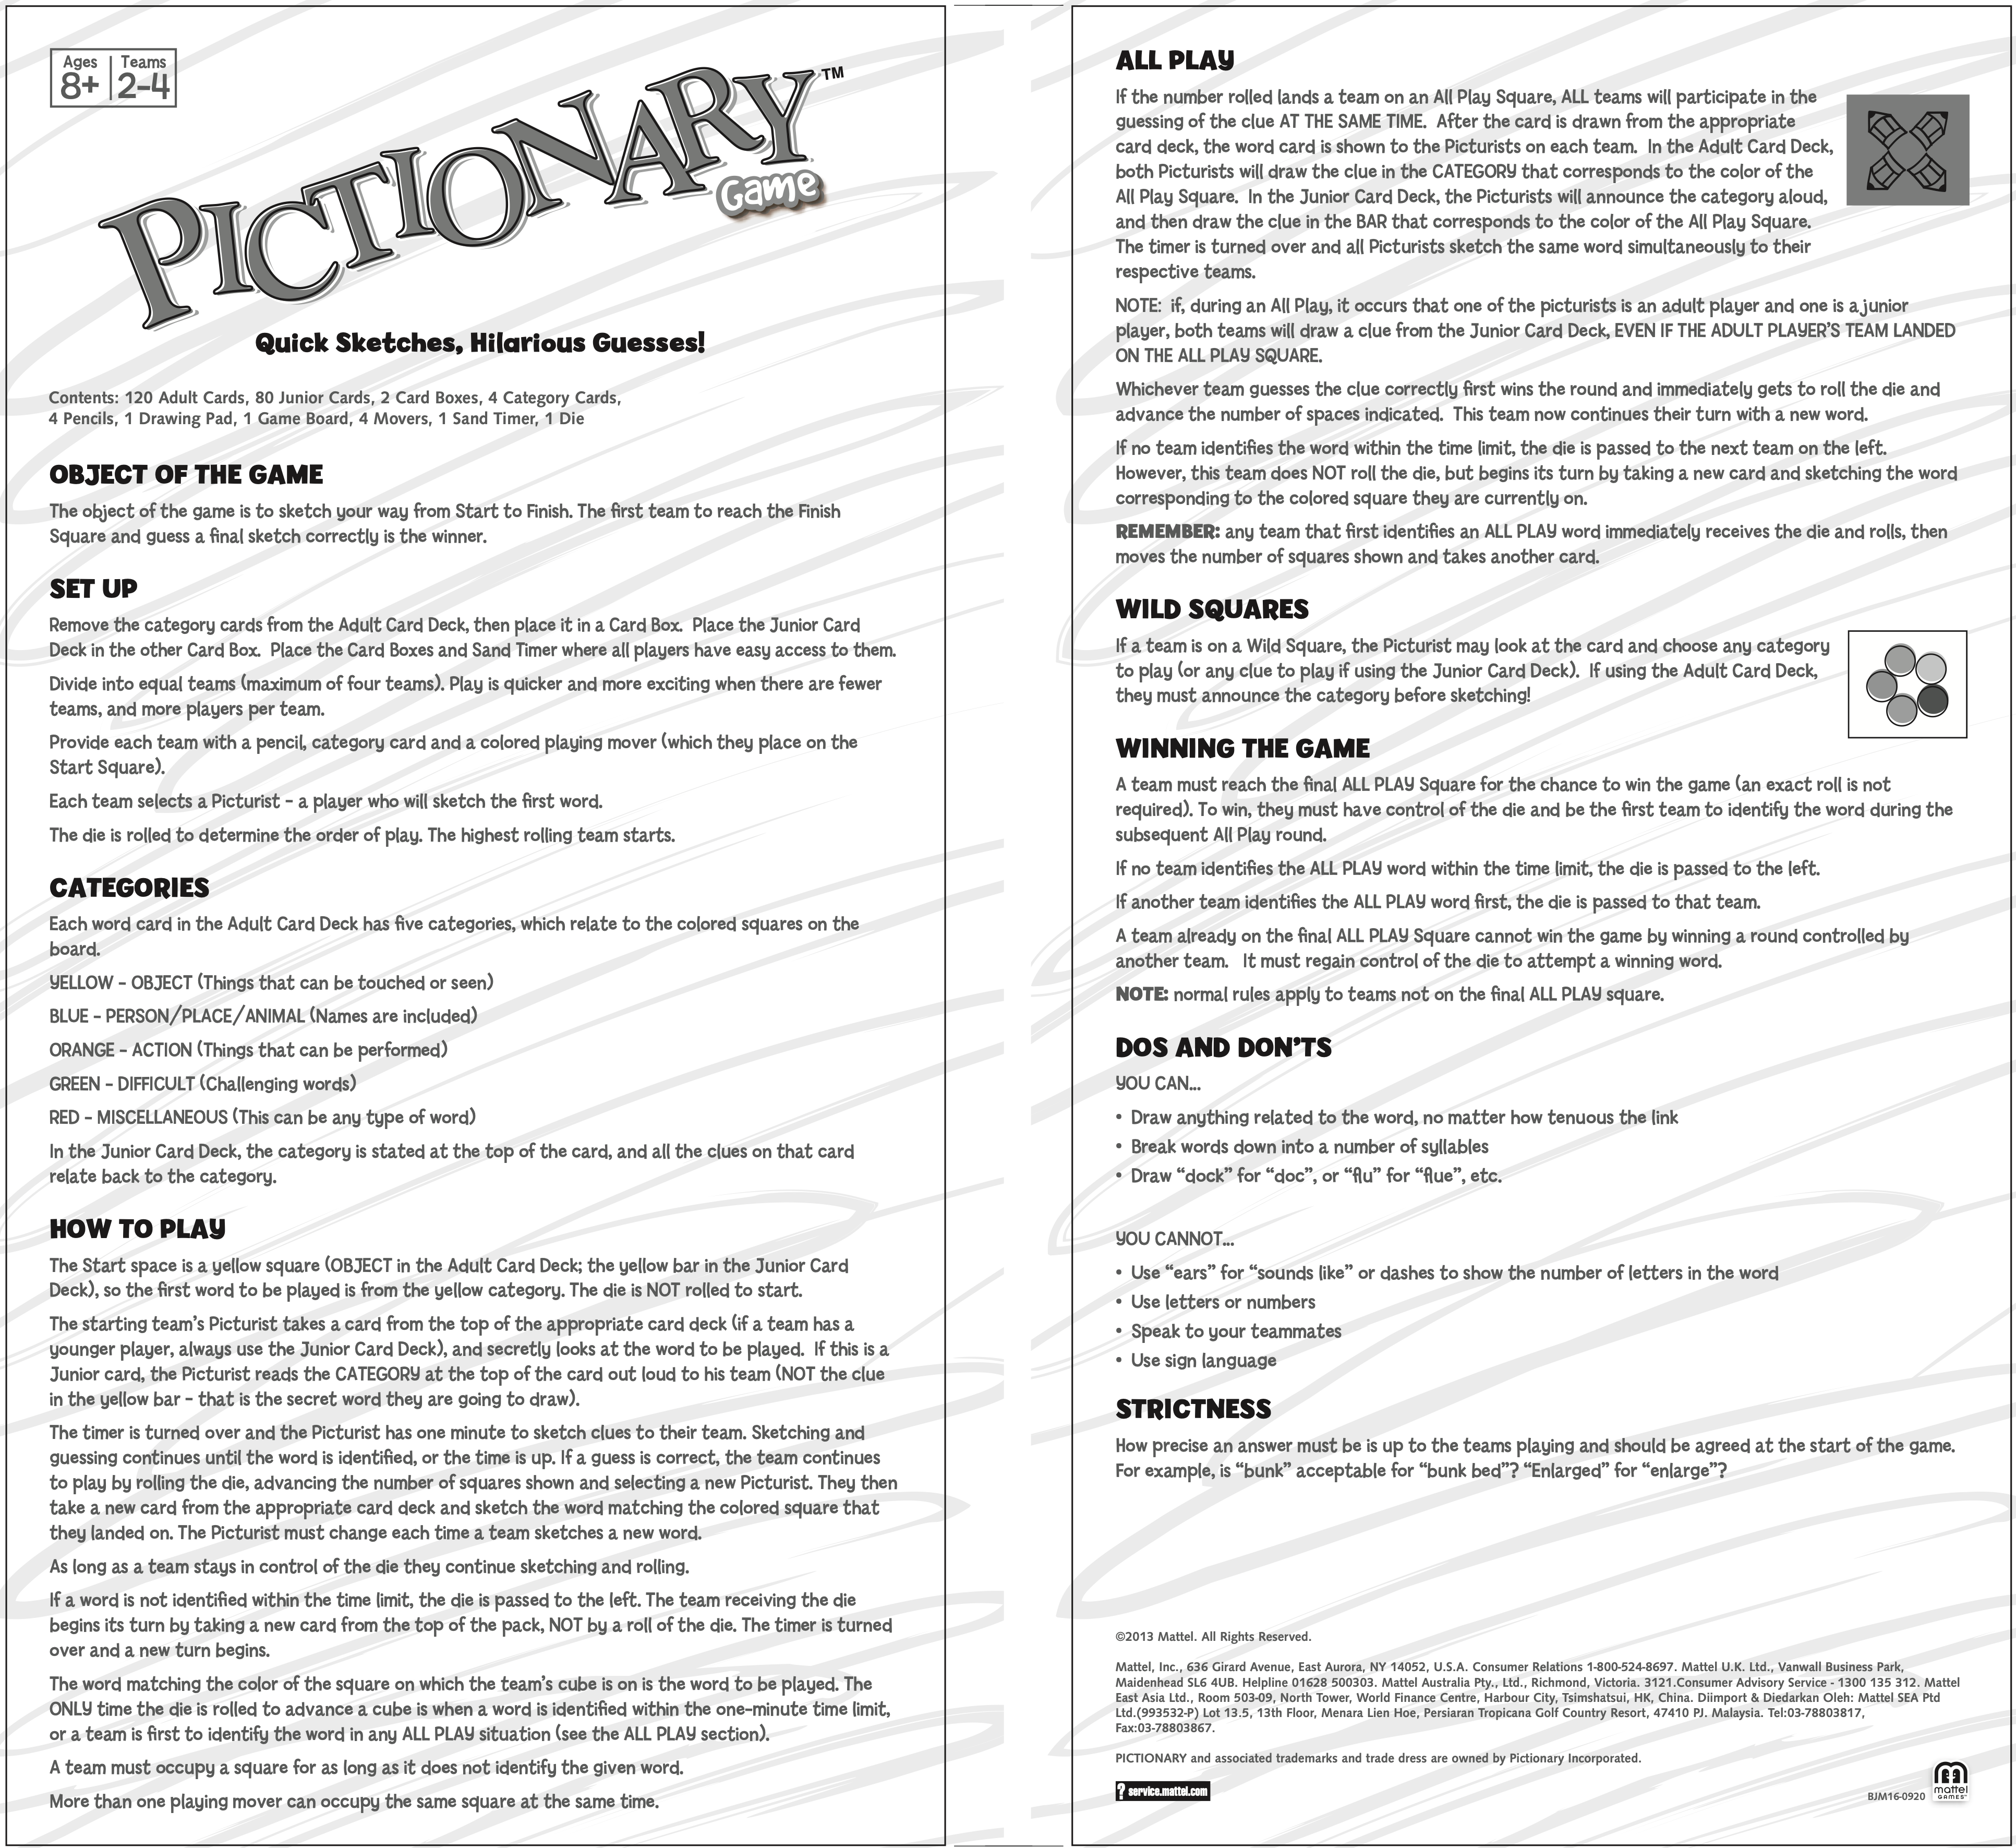 Ages
8+
Teams
2-4
PICTIONARY™
Game
Quick Sketches, Hilarious Guesses!
Contents: 120 Adult Cards, 80 Junior Cards, 2 Card Boxes, 4 Category Cards,
4 Pencils, 1 Drawing Pad, 1 Game Board, 4 Movers, 1 Sand Timer, 1 Die
OBJECT OF THE GAME
The object of the game is to sketch your way from Start to Finish. The first team to reach the Finish
Square and guess a final sketch correctly is the winner.
SET UP
Remove the category cards from the Adult Card Deck, then place it in a Card Box. Place the Junior Card
Deck in the other Card Box. Place the Card Boxes and Sand Timer where all players have easy access to them.
Divide into equal teams (maximum of four teams). Play is quicker and more exciting when there are fewer
teams, and more players per team.
Provide each team with a pencil, category card and a colored playing mover (which they place on the
Start Square).
Each team selects a Picturist - a player who will sketch the first word.
The die is rolled to determine the order of play. The highest rolling team starts.
CATEGORIES
Each word card in the Adult Card Deck has five categories, which relate to the colored squares on the
board.
YELLOW - OBJECT (Things that can be touched or seen)
BLUE - PERSON/PLACE/ANIMAL (Names are included)
ORANGE - ACTION (Things that can be performed)
GREEN - DIFFICULT (Challenging words)
RED - MISCELLANEOUS (This can be any type of word)
In the Junior Card Deck, the category is stated at the top of the card, and all the clues on that card
relate back to the category.
HOW TO PLAY
The Start space is a yellow square (OBJECT in the Adult Card Deck; the yellow bar in the Junior Card
Deck), so the first word to be played is from the yellow category. The die is NOT rolled to start.
The starting team's Picturist takes a card from the top of the appropriate card deck (if a team has a
younger player, always use the Junior Card Deck), and secretly looks at the word to be played. If this is a
Junior card, the Picturist reads the CATEGORY at the top of the card out loud to his team (NOT the clue
in the yellow bar - that is the secret word they are going to draw).
The timer is turned over and the Picturist has one minute to sketch clues to their team. Sketching and
guessing continues until the word is identified, or the time is up. If a guess is correct, the team continues
to play by rolling the die, advancing the number of squares shown and selecting a new Picturist. They then
take a new card from the appropriate card deck and sketch the word matching the colored square that
they landed on. The Picturist must change each time a team sketches a new word.
As long as a team stays in control of the die they continue sketching and rolling.
If a word is not identified within the time limit, the die is passed to the left. The team receiving the die
begins its turn by taking a new card from the top of the pack, NOT by a roll of the die. The timer is turned
over and a new turn begins.
The word matching the color of the square on which the team's cube is on is the word to be played. The
ONLY time the die is rolled to advance a cube is when a word is identified within the one-minute time limit,
or a team is first to identify the word in any ALL PLAY situation (see the ALL PLAY section).
A team must occupy a square for as long as it does not identify the given word.
More than one playing mover can occupy the same square at the same time.
ALL PLAY
If the number rolled lands a team on an All Play Square, ALL teams will participate in the
guessing of the clue AT THE SAME TIME. After the card is drawn from the appropriate
card deck, the word card is shown to the Picturists on each team. In the Adult Card Deck,
both Picturists will draw the clue in the CATEGORY that corresponds to the color of the
All Play Square. In the Junior Card Deck, the Picturists will announce the category aloud,
and then draw the clue in the BAR that corresponds to the color of the All Play Square.
The timer is turned over and all Picturists sketch the same word simultaneously to their
respective teams.
NOTE: if, during an All Play, it occurs that one of the picturists is an adult player and one is a junior
player, both teams will draw a clue from the Junior Card Deck, EVEN IF THE ADULT PLAYER'S TEAM LANDED
ON THE ALL PLAY SQUARE.
Whichever team guesses the clue correctly first wins the round and immediately gets to roll the die and
advance the number of spaces indicated. This team now continues their turn with a new word.
If no team identifies the word within the time limit, the die is passed to the next team on the left.
However, this team does NOT roll the die, but begins its turn by taking a new card and sketching the word
corresponding to the colored square they are currently on.
REMEMBER: any team that first identifies an ALL PLAY word immediately receives the die and rolls, then
moves the number of squares shown and takes another card.
WILD SQUARES
If a team is on a Wild Square, the Picturist may look at the card and choose any category
to play (or any clue to play if using the Junior Card Deck). If using the Adult Card Deck,
they must announce the category before sketching!
WINNING THE GAME
A team must reach the final ALL PLAY Square for the chance to win the game (an exact roll is not
required). To win, they must have control of the die and be the first team to identify the word during the
subsequent All Play round.
If no team identifies the ALL PLAY word within the time limit, the die is passed to the left.
If another team identifies the ALL PLAY word first, the die is passed to that team.
A team already on the final ALL PLAY Square cannot win the game by winning a round controlled by
another team. It must regain control of the die to attempt a winning word.
NOTE: normal rules apply to teams not on the final ALL PLAY square.
DOS AND DON'TS
YOU CAN...
• Draw anything related to the word, no matter how tenuous the link
• Break words down into a number of syllables
• Draw “dock” for “doc”, or “flu” for “flue”, etc.
YOU CANNOT...
• Use “ears” for “sounds like” or dashes to show the number of letters in the word
• Use letters or numbers
• Speak to your teammates
• Use sign language
STRICTNESS
How precise an answer must be is up to the teams playing and should be agreed at the start of the game.
For example, is “bunk” acceptable for “bunk bed”? “Enlarged” for “enlarge”?
©2013 Mattel. All Rights Reserved.
Mattel, Inc., 636 Girard Avenue, East Aurora, NY 14052, U.S.A. Consumer Relations 1-800-524-8697. Mattel U.K. Ltd., Vanwall Business Park,
Maidenhead SL6 4UB. Helpline 01628 500303. Mattel Australia Pty., Ltd., Richmond, Victoria. 3121.Consumer Advisory Service - 1300 135 312. Mattel
East Asia Ltd., Room 503-09, North Tower, World Finance Centre, Harbour City, Tsimshatsui, HK, China. Diimport & Diedarkan Oleh: Mattel SEA Ptd
Ltd.(993532-P) Lot 13.5, 13th Floor, Menara Lien Hoe, Persiaran Tropicana Golf Country Resort, 47410 PJ. Malaysia. Tel:03-78803817,
Fax:03-78803867.
PICTIONARY and associated trademarks and trade dress are owned by Pictionary Incorporated.
? service.mattel.com
BJM16-0920
mattel
GAMES™